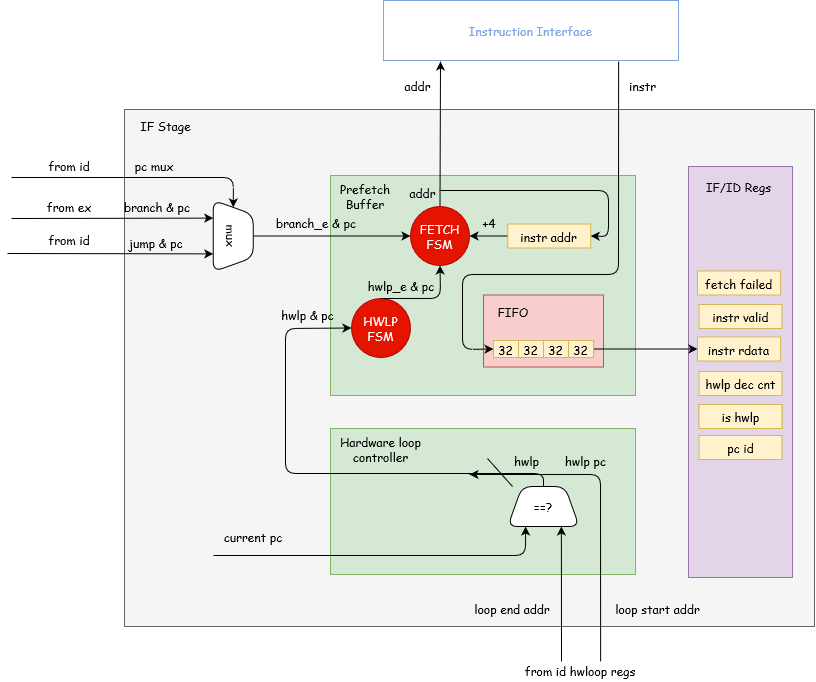 Instruction Interface
addr
instr
IF Stage
from id
pc mux
from ex
branch & pc
from id
jump & pc
mux
branch_e & pc
Prefetch
Buffer
addr
FETCH
FSM
+4
instr addr
hwlp_e & pc
hwlp & pc
HWLP
FSM
FIFO
32 32 32 32
IF/ID Regs
fetch failed
instr valid
instr rdata
hwlp dec cnt
is hwlp
pc id
Hardware loop
controller
hwlp
hwlp pc
==?
current pc
loop end addr
loop start addr
from id hwloop regs